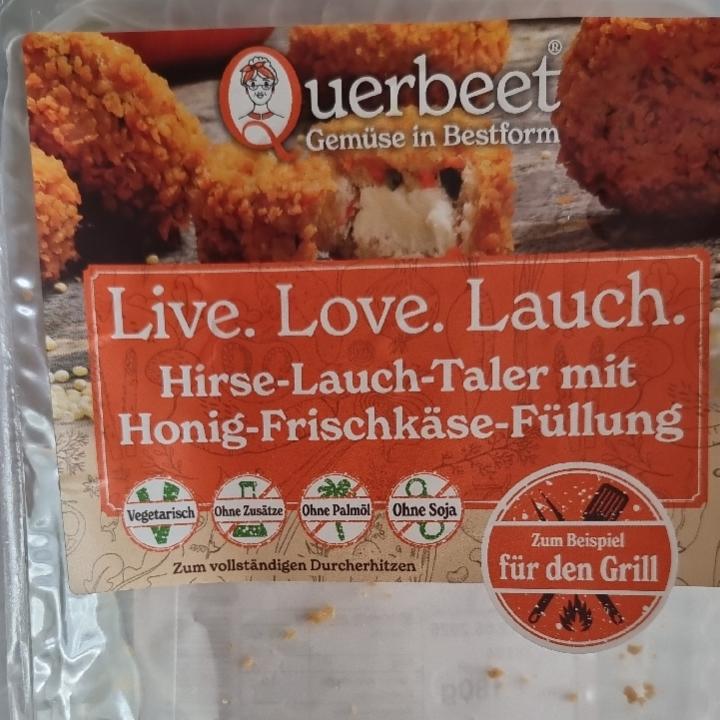 Querbeet®
Gemüse in Bestform
Live. Love. Lauch.
Hirse-Lauch-Taler mit
Honig-Frischkäse-Füllung
Vegetarisch
Ohne Zusätze
Ohne Palmöl
Ohne Soja
Zum vollständigen Durcherhitzen
Zum Beispiel
für den Grill